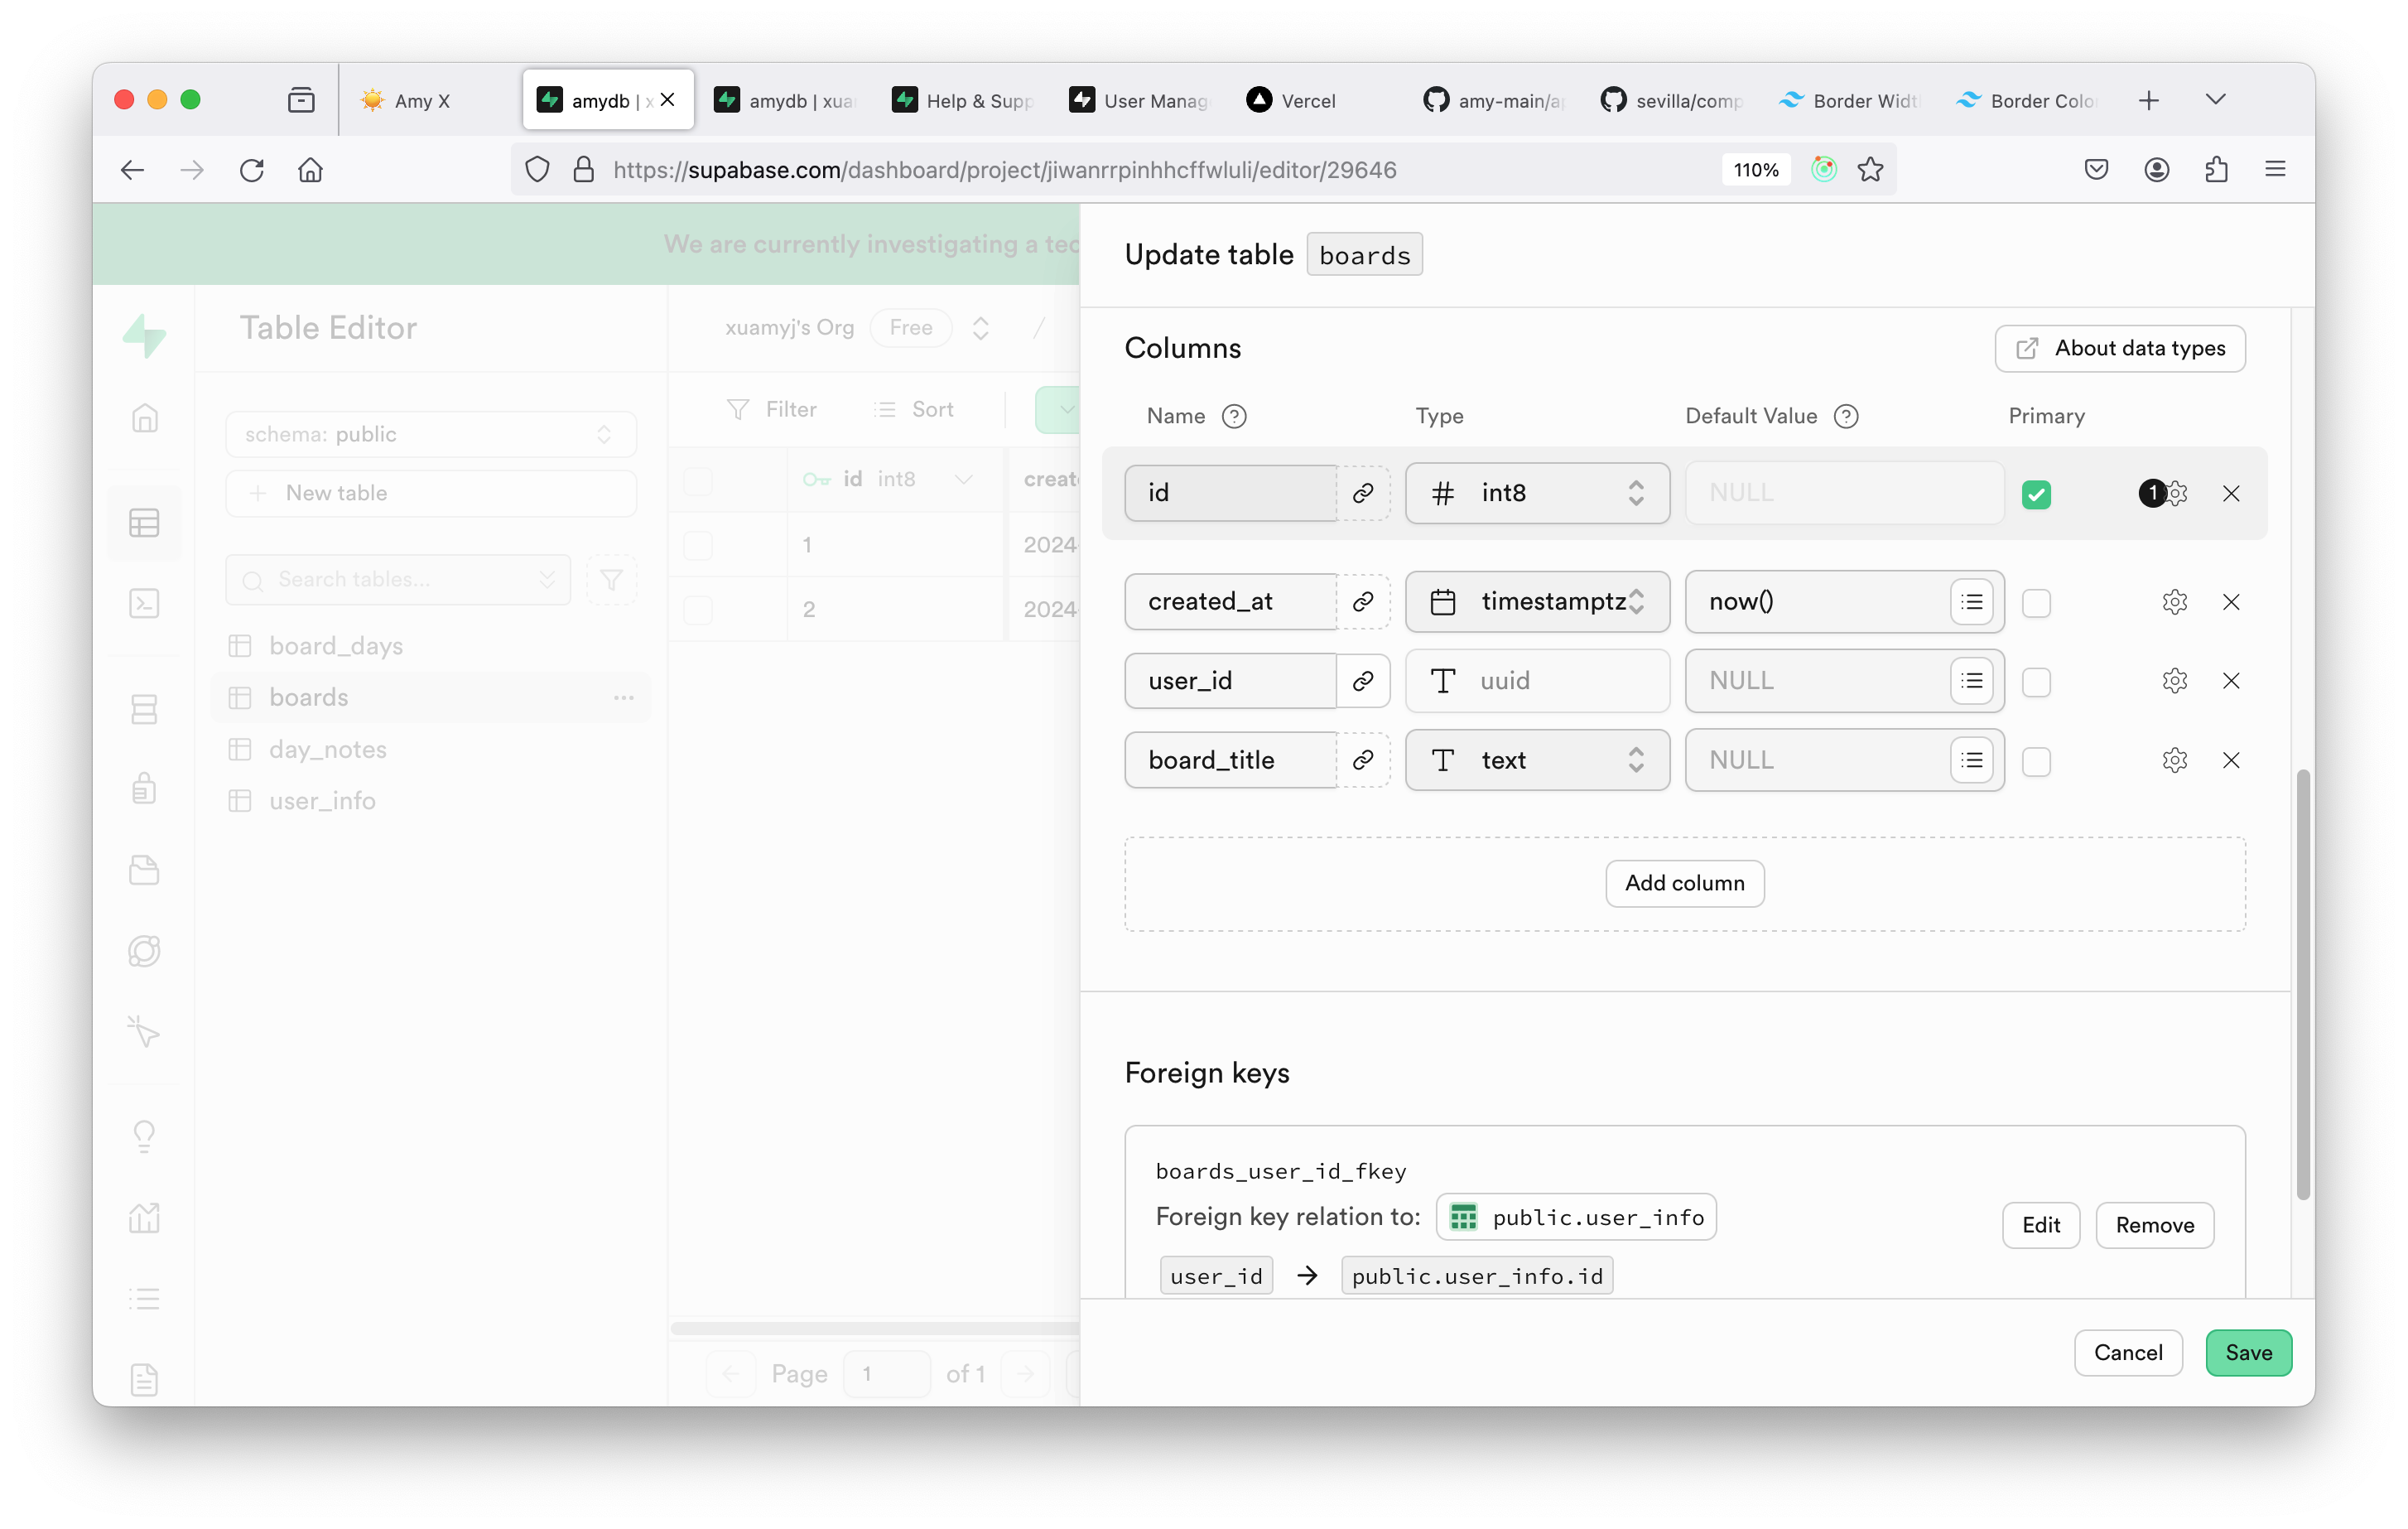 Amy X
amydb | x
amydb | xuar
Help & Supp
User Manag
Vercel
amy-main/a
sevilla/comp
Border Widt
Border Colo
https://supabase.com/dashboard/project/jiwanrrpinhhcffwluli/editor/29646
110%
We are currently investigating a tec
Table Editor
schema: public
New table
Search tables...
board_days
boards
day_notes
user_info
xuamyj's Org
Free
/
Filter
Sort
id int8
create
1
2024
2
2024
Page
1
of 1
Update table boards
Columns
About data types
Name
Type
Default Value
Primary
id
int8
NULL
1
created_at
timestamptz
now()
user_id
uuid
NULL
board_title
text
NULL
Add column
Foreign keys
boards_user_id_fkey
Foreign key relation to: public.user_info
user_id → public.user_info.id
Edit
Remove
Cancel
Save